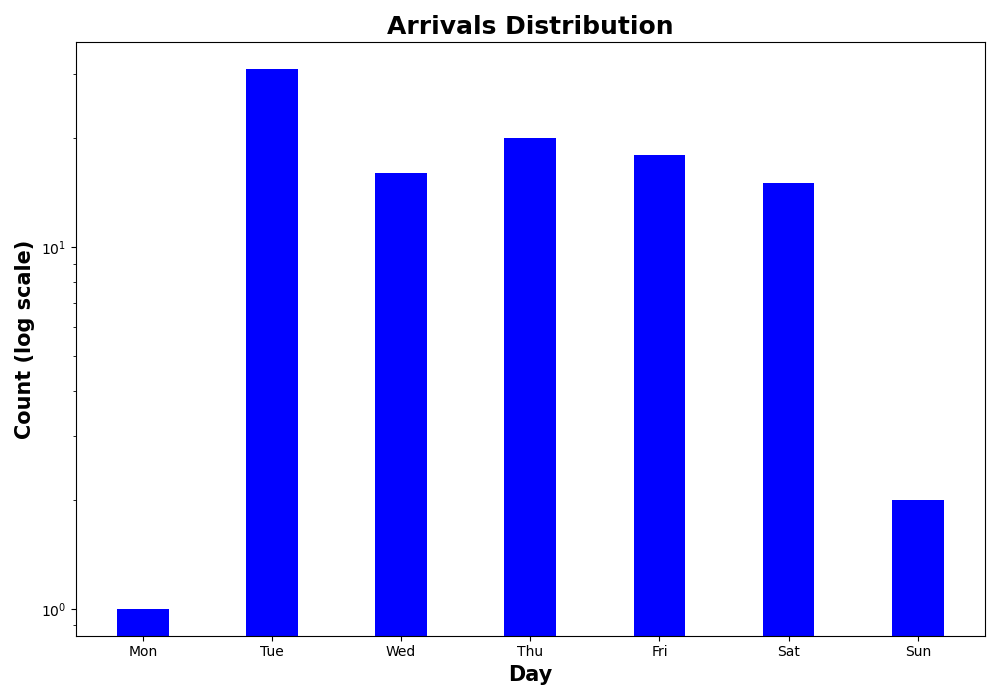 Arrivals Distribution
Count (log scale)
10¹
10⁰
Mon Tue Wed Thu Fri Sat Sun
Day